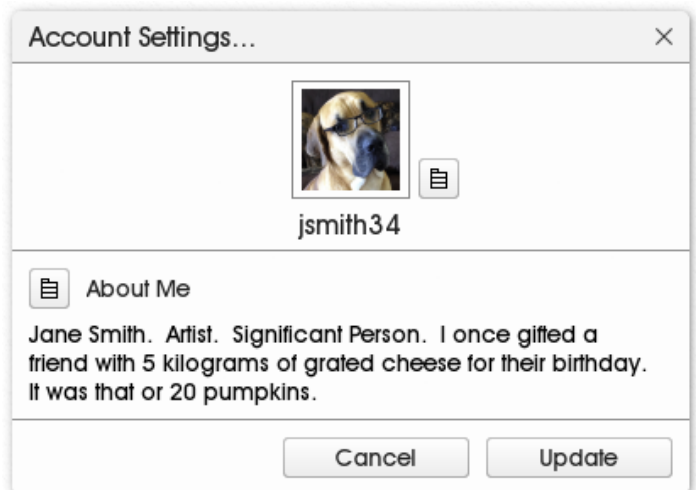 Account Settings...
jsmith34
About Me
Jane Smith.  Artist.  Significant Person.  I once gifted a
friend with 5 kilograms of grated cheese for their birthday.
It was that or 20 pumpkins.
Cancel Update